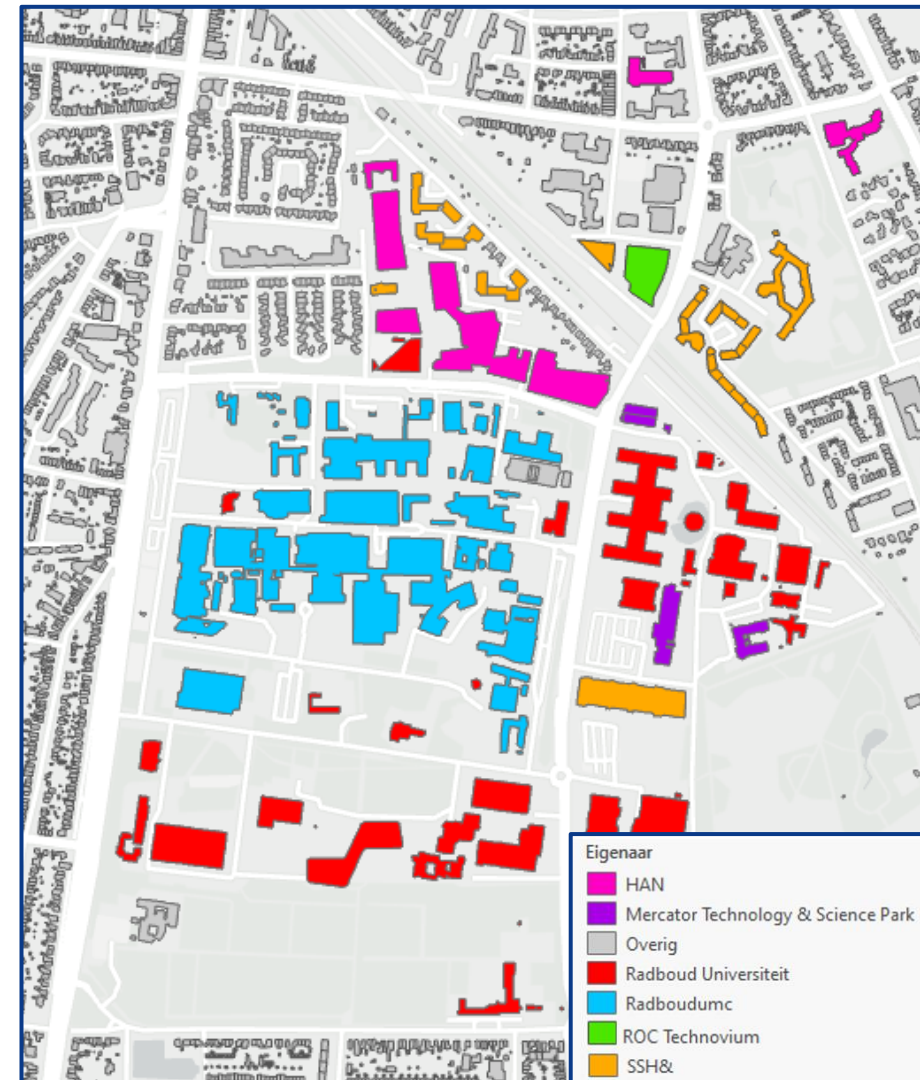 Eigenaar
HAN
Mercator Technology & Science Park
Overig
Radboud Universiteit
Radboudumc
ROC Technovium
SSH&